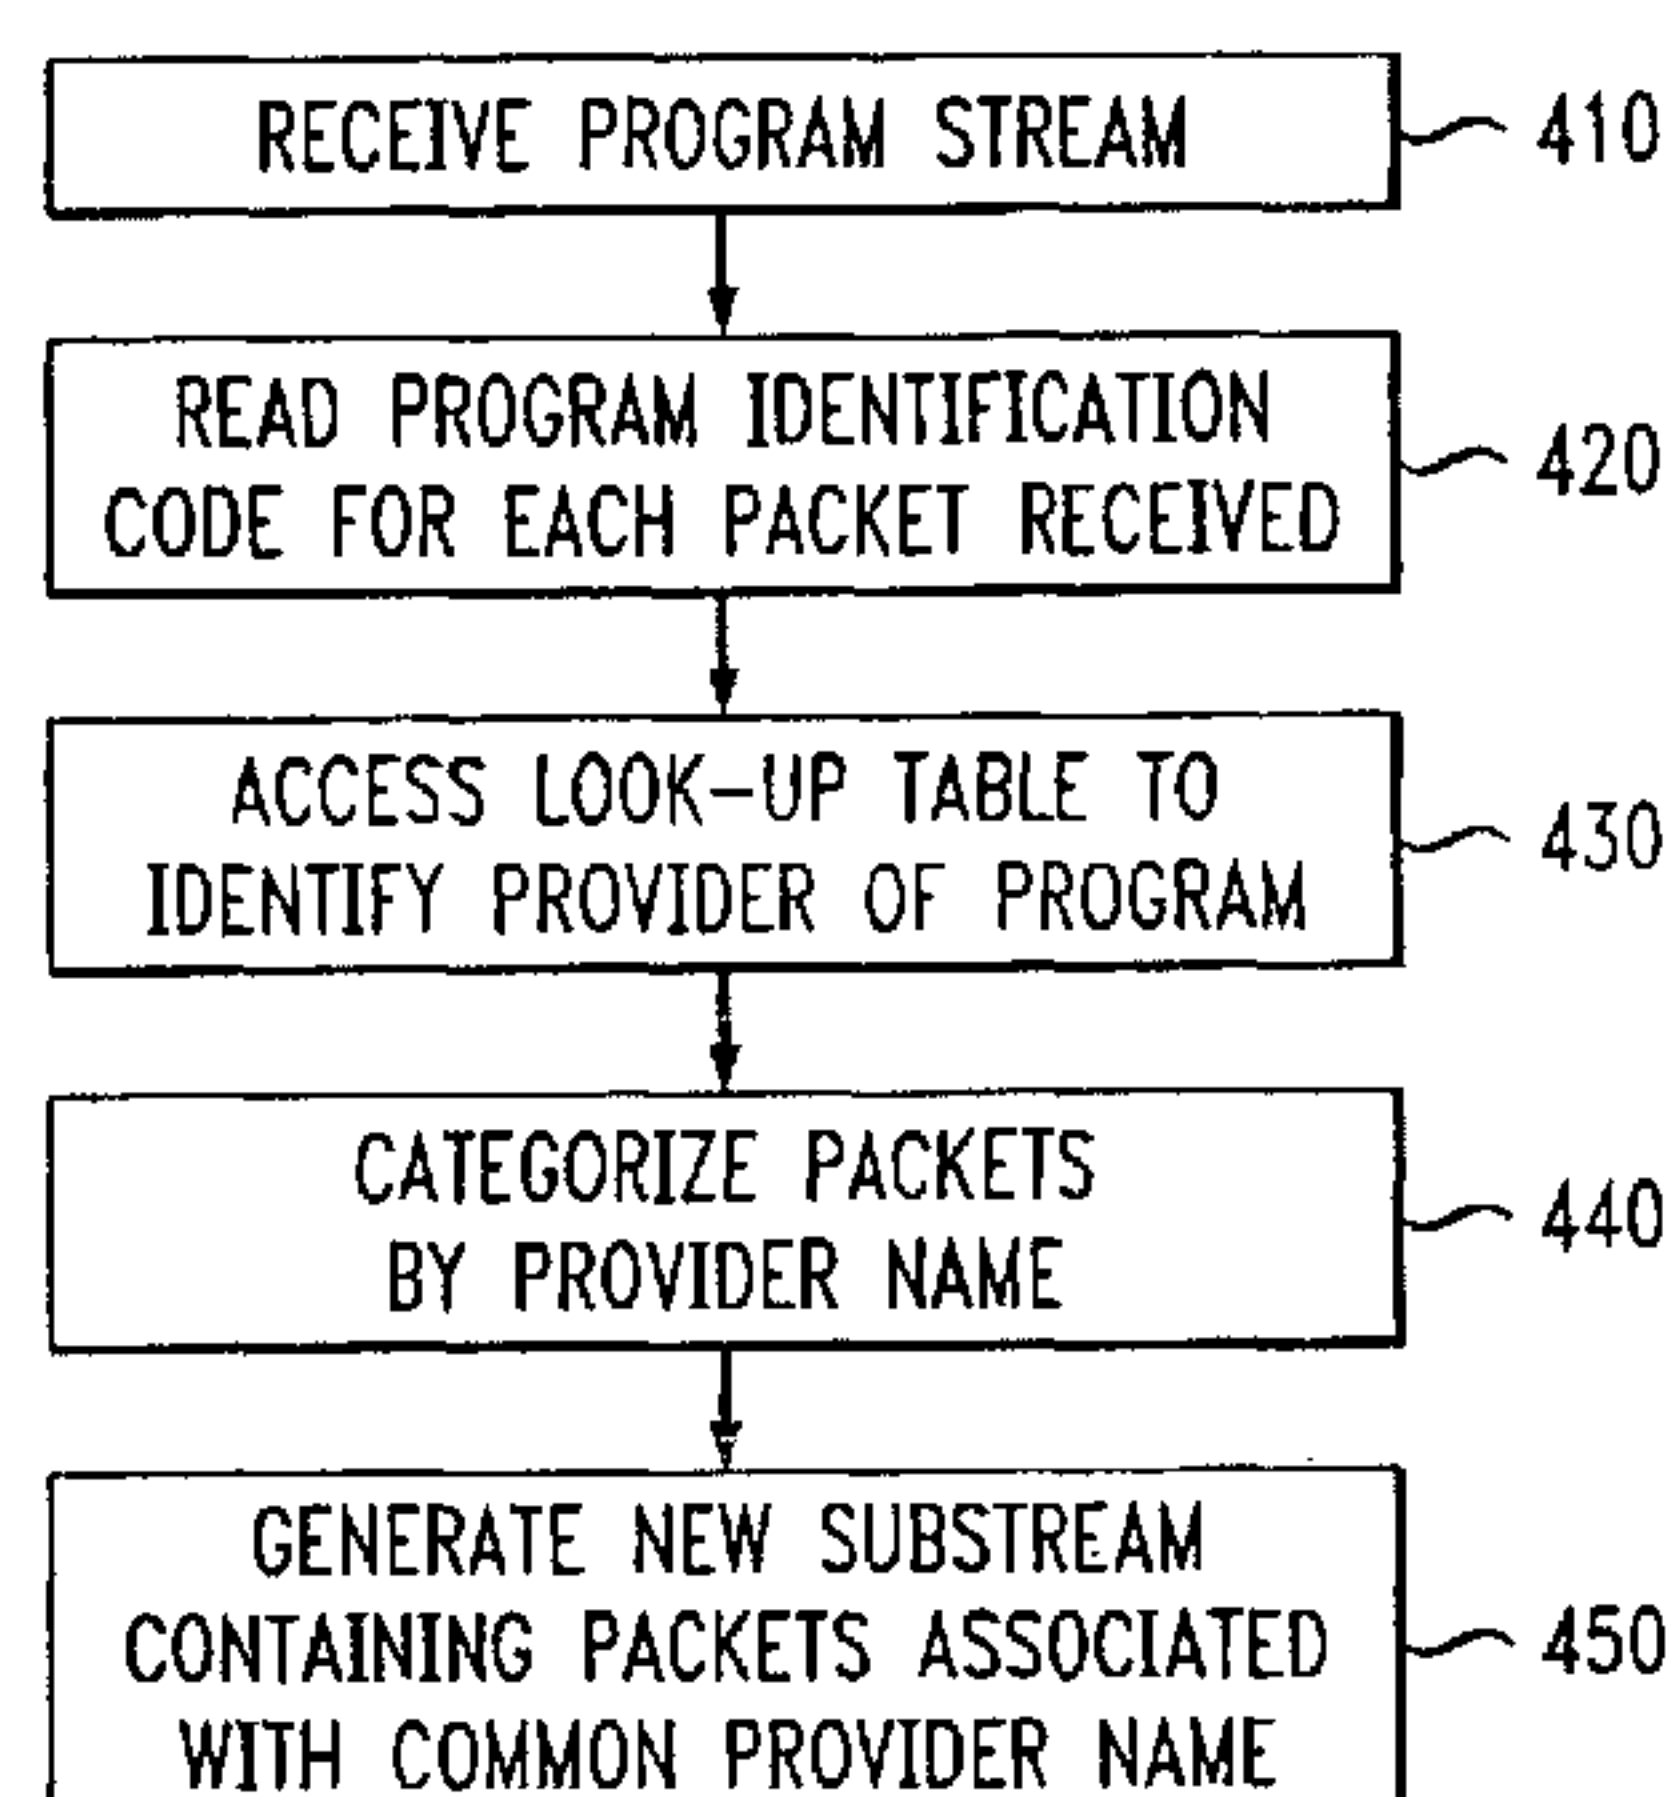 RECEIVE PROGRAM STREAM
410
READ PROGRAM IDENTIFICATION
CODE FOR EACH PACKET RECEIVED
420
ACCESS LOOK-UP TABLE TO
IDENTIFY PROVIDER OF PROGRAM
430
CATEGORIZE PACKETS
BY PROVIDER NAME
440
GENERATE NEW SUBSTREAM
CONTAINING PACKETS ASSOCIATED
WITH COMMON PROVIDER NAME
450